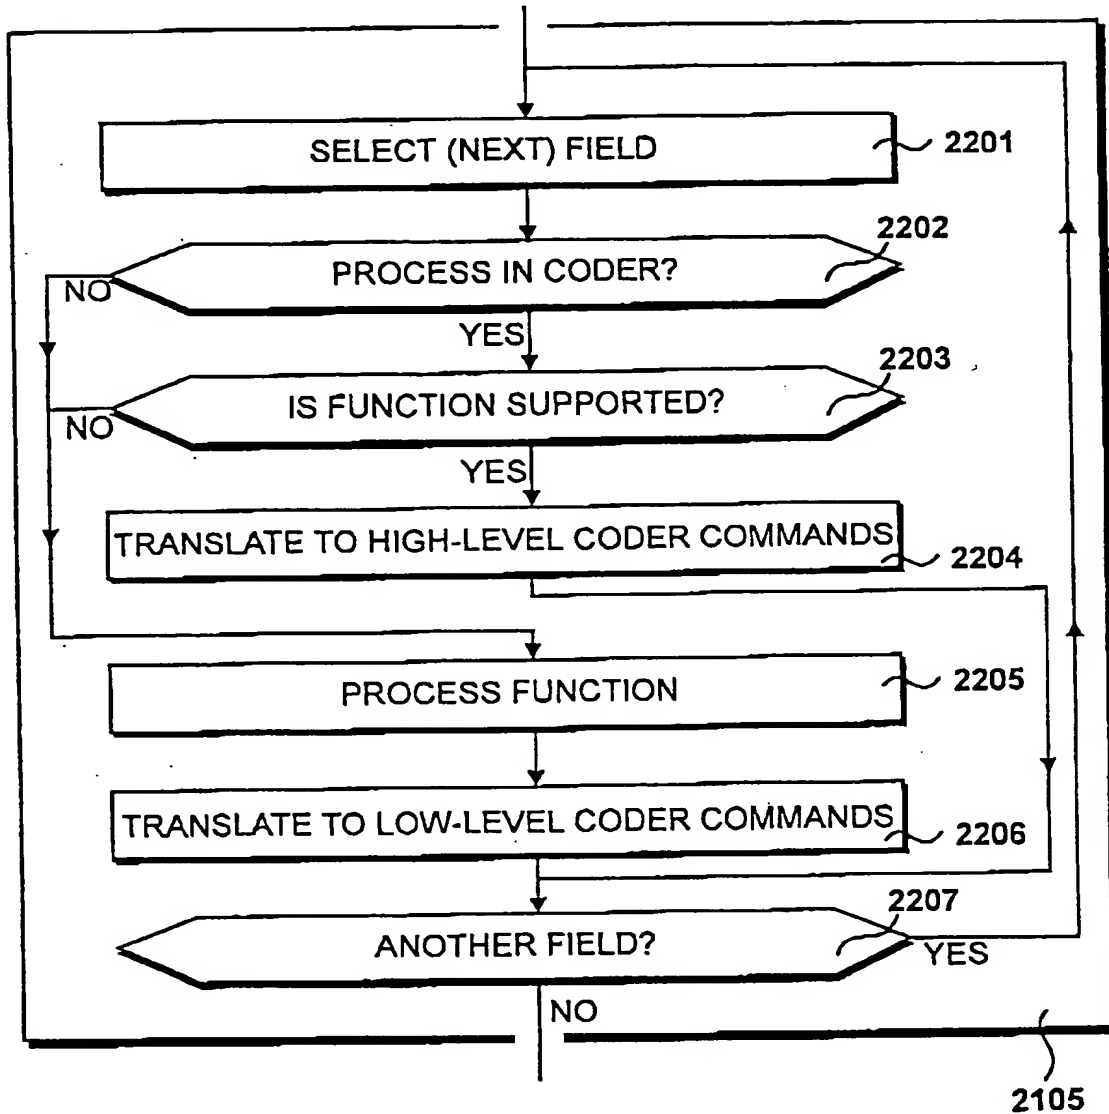 SELECT (NEXT) FIELD
2201
2202
PROCESS IN CODER?
NO
YES
2203
IS FUNCTION SUPPORTED?
NO
YES
TRANSLATE TO HIGH-LEVEL CODER COMMANDS
2204
PROCESS FUNCTION
2205
TRANSLATE TO LOW-LEVEL CODER COMMANDS
2206
2207
ANOTHER FIELD?
YES
NO
2105